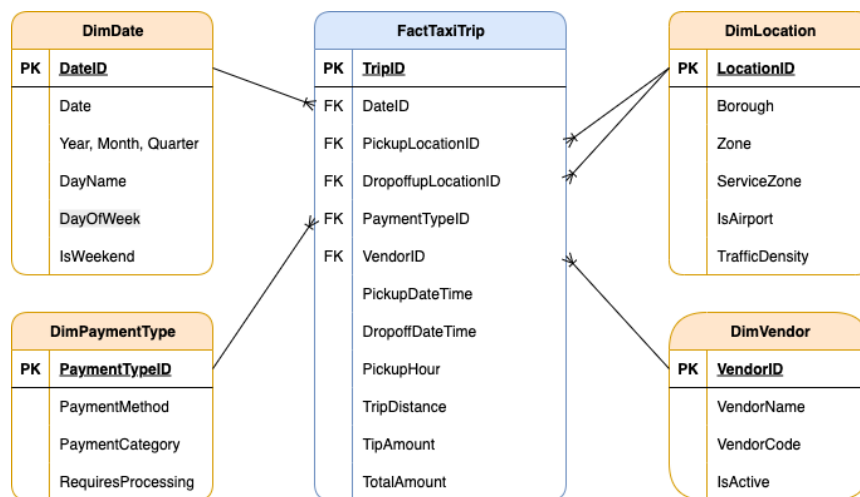 DimDate
PK DateID
Date
Year, Month, Quarter
DayName
DayOfWeek
IsWeekend
FactTaxiTrip
PK TripID
FK DateID
FK PickupLocationID
FK DropoffupLocationID
FK PaymentTypeID
FK VendorID
PickupDateTime
DropoffDateTime
PickupHour
TripDistance
TipAmount
TotalAmount
DimLocation
PK LocationID
Borough
Zone
ServiceZone
IsAirport
TrafficDensity
DimPaymentType
PK PaymentTypeID
PaymentMethod
PaymentCategory
RequiresProcessing
DimVendor
PK VendorID
VendorName
VendorCode
IsActive